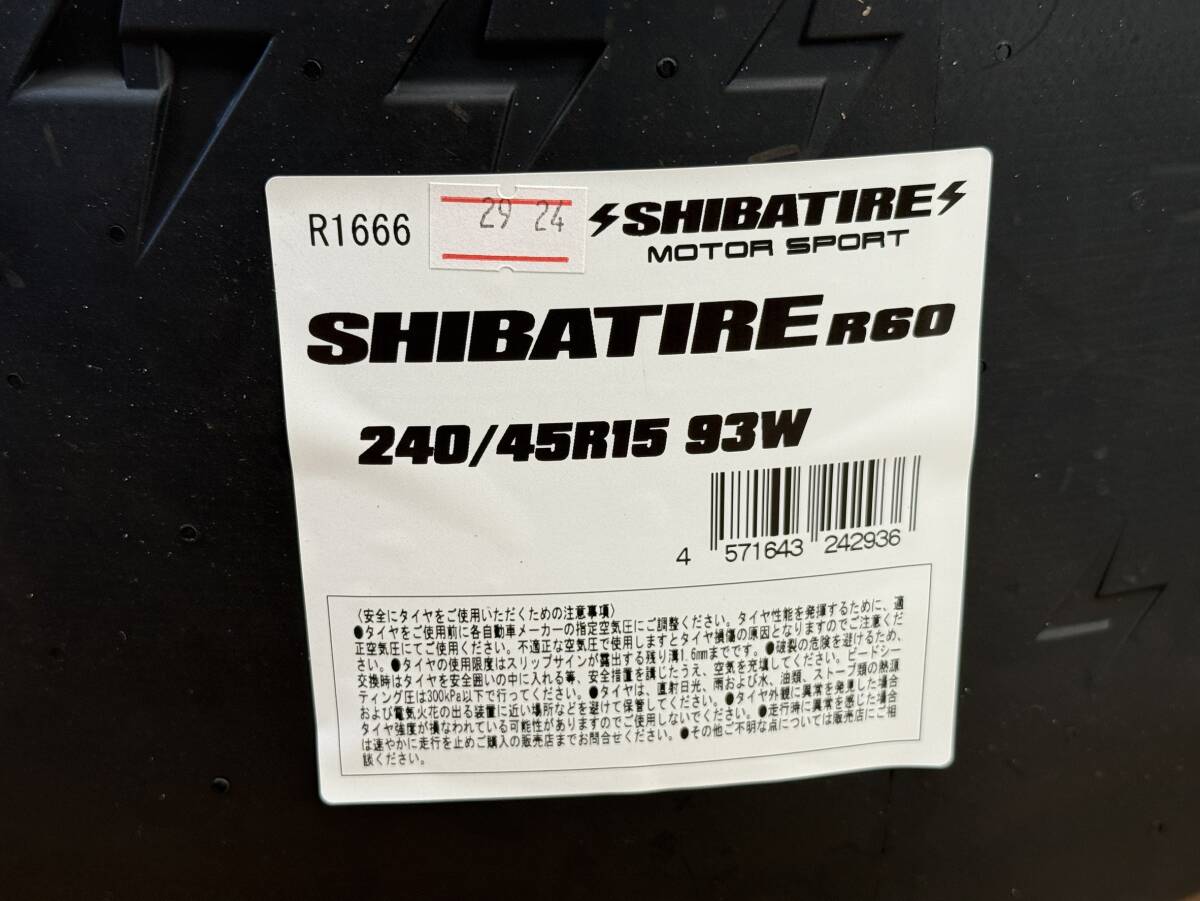 R1666
29 24
SHIBATIRE
MOTOR SPORT
SHIBATIRE R60
240/45R15 93W
4 571643 242936
〈安全にタイヤをご使用いただくための注意事項〉
●タイヤをご使用前に各自動車メーカーの指定空気圧にご調整ください。タイヤ性能を発揮するために、適
正空気圧にてご使用ください。不適正な空気圧で使用しますとタイヤ損傷の原因となりますのでご注意くだ
さい。●タイヤの使用限度はスリップサインが露出する残り溝1.6mmまでです。●破裂の危険を避けるため、
交換時はタイヤを安全囲いの中に入れる等、安全措置を講じたうえ、空気を充填してください。ビードシー
ティング圧は300kPa以下で行ってください。●タイヤは、直射日光、雨および水、油類、ストーブ類の熱源
および電気火花の出る装置に近い場所などを避けて保管してください。●タイヤ外観に異常を発見した場合
タイヤ強度が損なわれている可能性がありますのでご使用しないでください。●走行時に異常を感じた場合
は速やかに走行を止めご購入の販売店までお問合せください。●その他ご不明な点については販売店にご相
談ください。